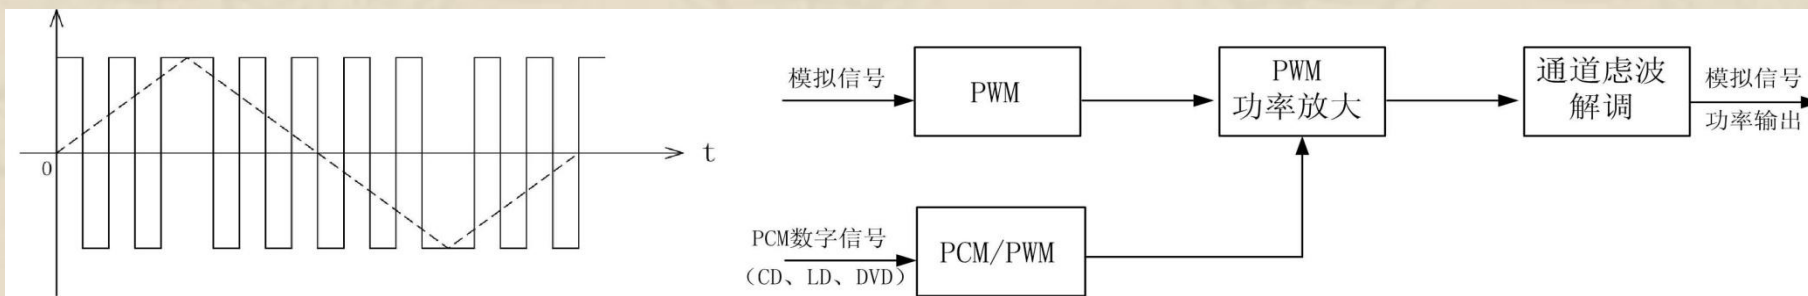 0
t
模拟信号
PWM
PWM
功率放大
通道虑波
解调
模拟信号
功率输出
PCM数字信号
(CD、LD、DVD)
PCM/PWM